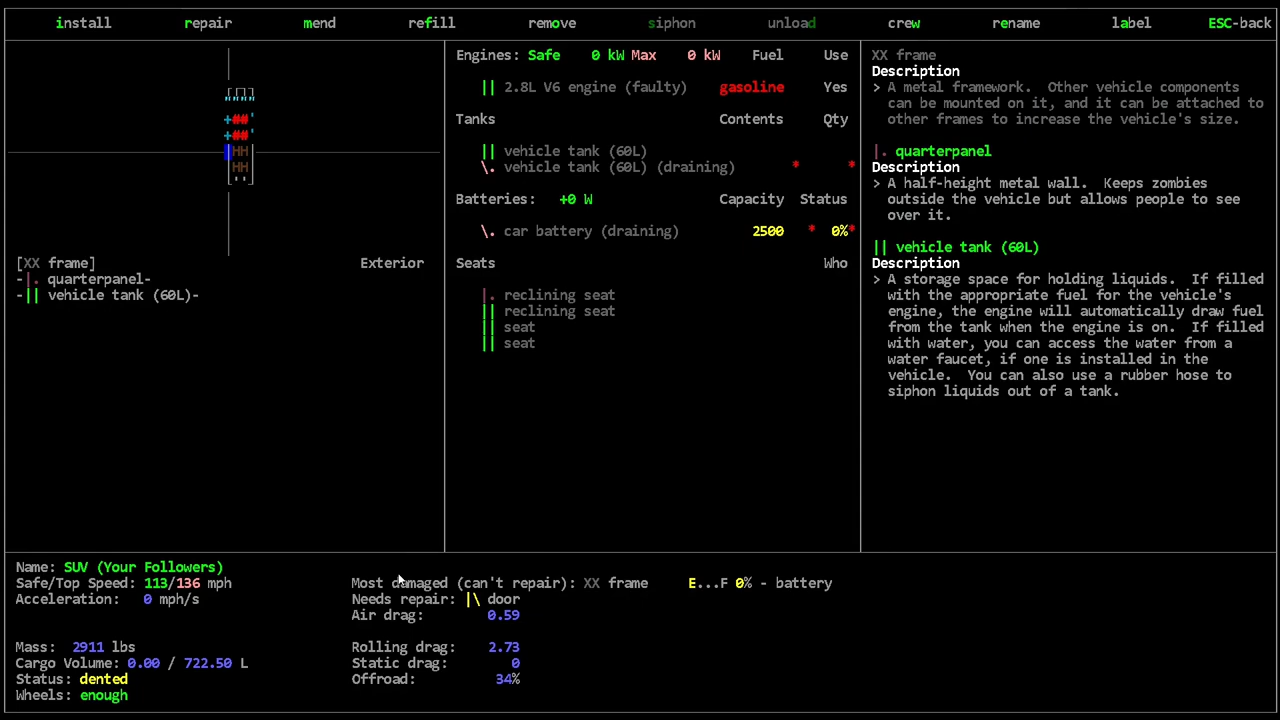 install repair mend refill remove siphon unload crew rename label ESC-back
Engines: Safe 0 kW Max 0 kW Fuel Use
|| 2.8L V6 engine (faulty) gasoline Yes
Tanks Contents Qty
|| vehicle tank (60L)
\. vehicle tank (60L) (draining) * *
Batteries: +0 W Capacity Status
\. car battery (draining) 2500 * 0%*
Seats Who
|. reclining seat
|| reclining seat
|| seat
|| seat
XX frame
Description
> A metal framework. Other vehicle components
can be mounted on it, and it can be attached to
other frames to increase the vehicle's size.
|. quarterpanel
Description
> A half-height metal wall. Keeps zombies
outside the vehicle but allows people to see
over it.
|| vehicle tank (60L)
Description
> A storage space for holding liquids. If filled
with the appropriate fuel for the vehicle's
engine, the engine will automatically draw fuel
from the tank when the engine is on. If filled
with water, you can access the water from a
water faucet, if one is installed in the
vehicle. You can also use a rubber hose to
siphon liquids out of a tank.
+##'
+##'
HH
HH
[XX frame] Exterior
-|. quarterpanel-
-|| vehicle tank (60L)-
Name: SUV (Your Followers)
Safe/Top Speed: 113/136 mph
Acceleration: 0 mph/s
Mass: 2911 lbs
Cargo Volume: 0.00 / 722.50 L
Status: dented
Wheels: enough
Most damaged (can't repair): XX frame
Needs repair: |\ door
Air drag: 0.59
Rolling drag: 2.73
Static drag: 0
Offroad: 34%
E...F 0% - battery